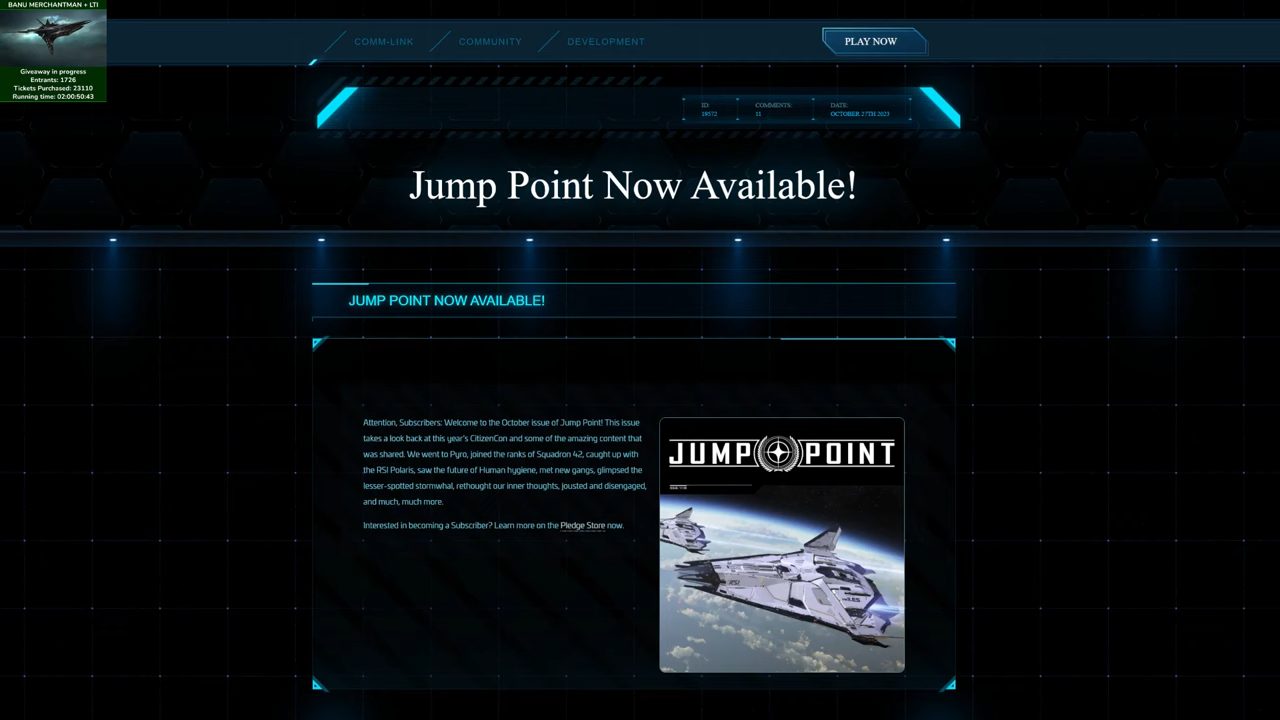 BANU MERCHANTMAN + LTI
Giveaway in progress
Entrants: 1726
Tickets Purchased: 23110
Running time: 02:00:50:43
COMM-LINK
COMMUNITY
DEVELOPMENT
PLAY NOW
ID:
19572
COMMENTS:
11
DATE:
OCTOBER 27TH 2023
Jump Point Now Available!
JUMP POINT NOW AVAILABLE!
Attention, Subscribers: Welcome to the October issue of Jump Point! This issue
takes a look back at this year's CitizenCon and some of the amazing content that
was shared. We went to Pyro, joined the ranks of Squadron 42, caught up with
the RSI Polaris, saw the future of Human hygiene, met new gangs, glimpsed the
lesser-spotted stormwhal, rethought our inner thoughts, jousted and disengaged,
and much, much more.
Interested in becoming a Subscriber? Learn more on the Pledge Store now.
JUMP POINT
RSI